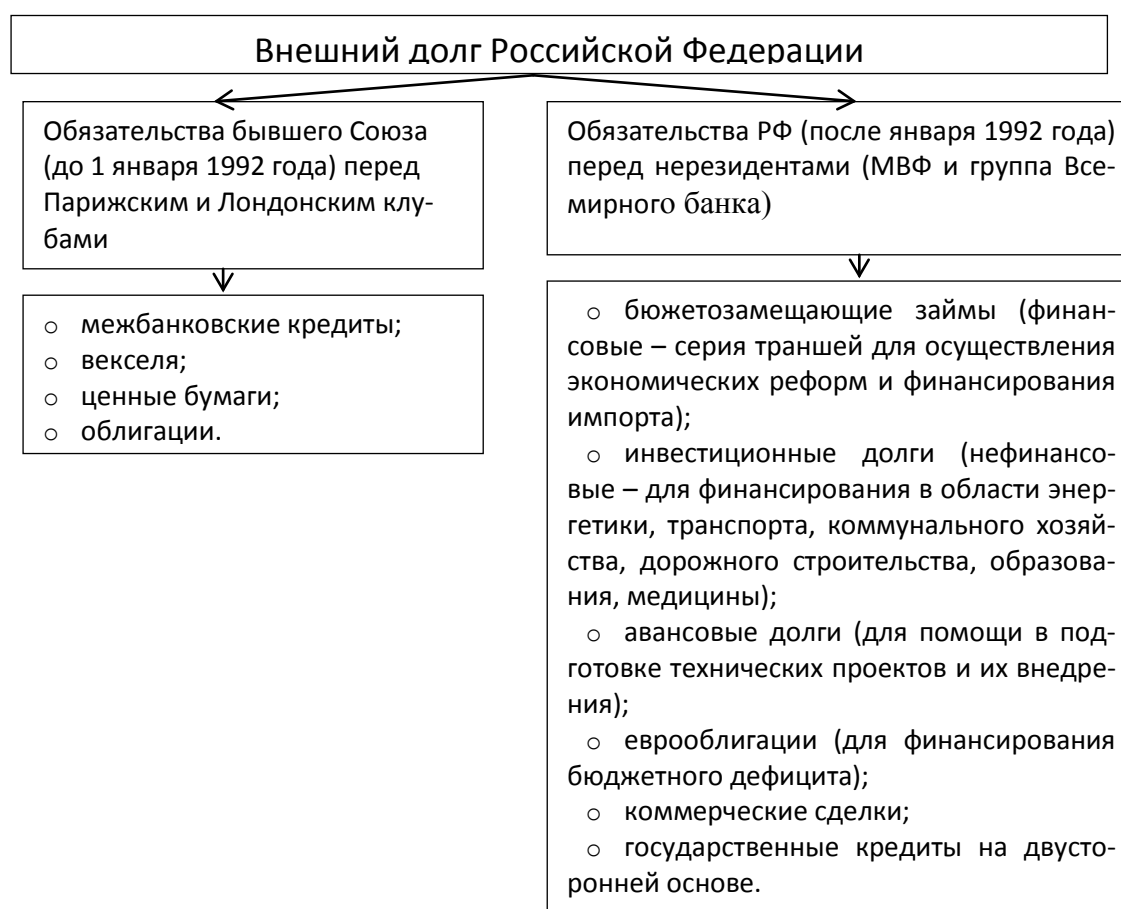 Внешний долг Российской Федерации
Обязательства бывшего Союза
(до 1 января 1992 года) перед
Парижским и Лондонским клу-
бами
○ межбанковские кредиты;
○ векселя;
○ ценные бумаги;
○ облигации.
Обязательства РФ (после января 1992 года)
перед нерезидентами (МВФ и группа Все-
мирного банка)
○ бюжетозамещающие займы (финан-
совые – серия траншей для осуществления
экономических реформ и финансирования
импорта);
○ инвестиционные долги (нефинансо-
вые – для финансирования в области энер-
гетики, транспорта, коммунального хозяй-
ства, дорожного строительства, образова-
ния, медицины);
○ авансовые долги (для помощи в под-
готовке технических проектов и их внедре-
ния);
○ еврооблигации (для финансирования
бюджетного дефицита);
○ коммерческие сделки;
○ государственные кредиты на двусто-
ронней основе.